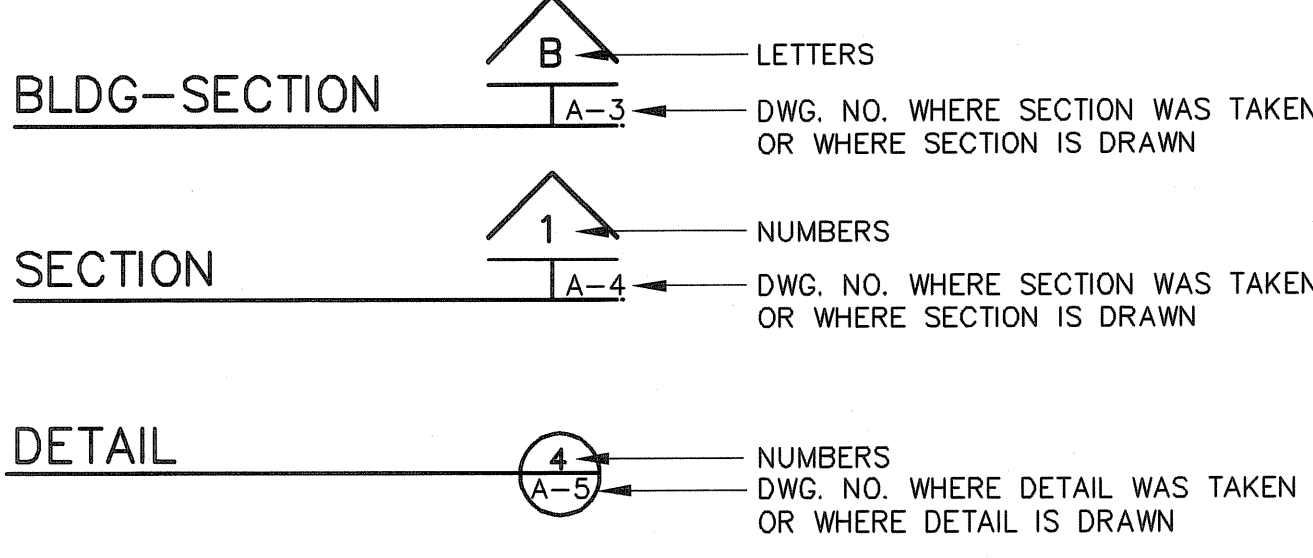 B LETTERS
BLDG-SECTION
A-3 DWG. NO. WHERE SECTION WAS TAKEN
OR WHERE SECTION IS DRAWN
1 NUMBERS
SECTION
A-4 DWG. NO. WHERE SECTION WAS TAKEN
OR WHERE SECTION IS DRAWN
DETAIL
4 NUMBERS
A-5 DWG. NO. WHERE DETAIL WAS TAKEN
OR WHERE DETAIL IS DRAWN